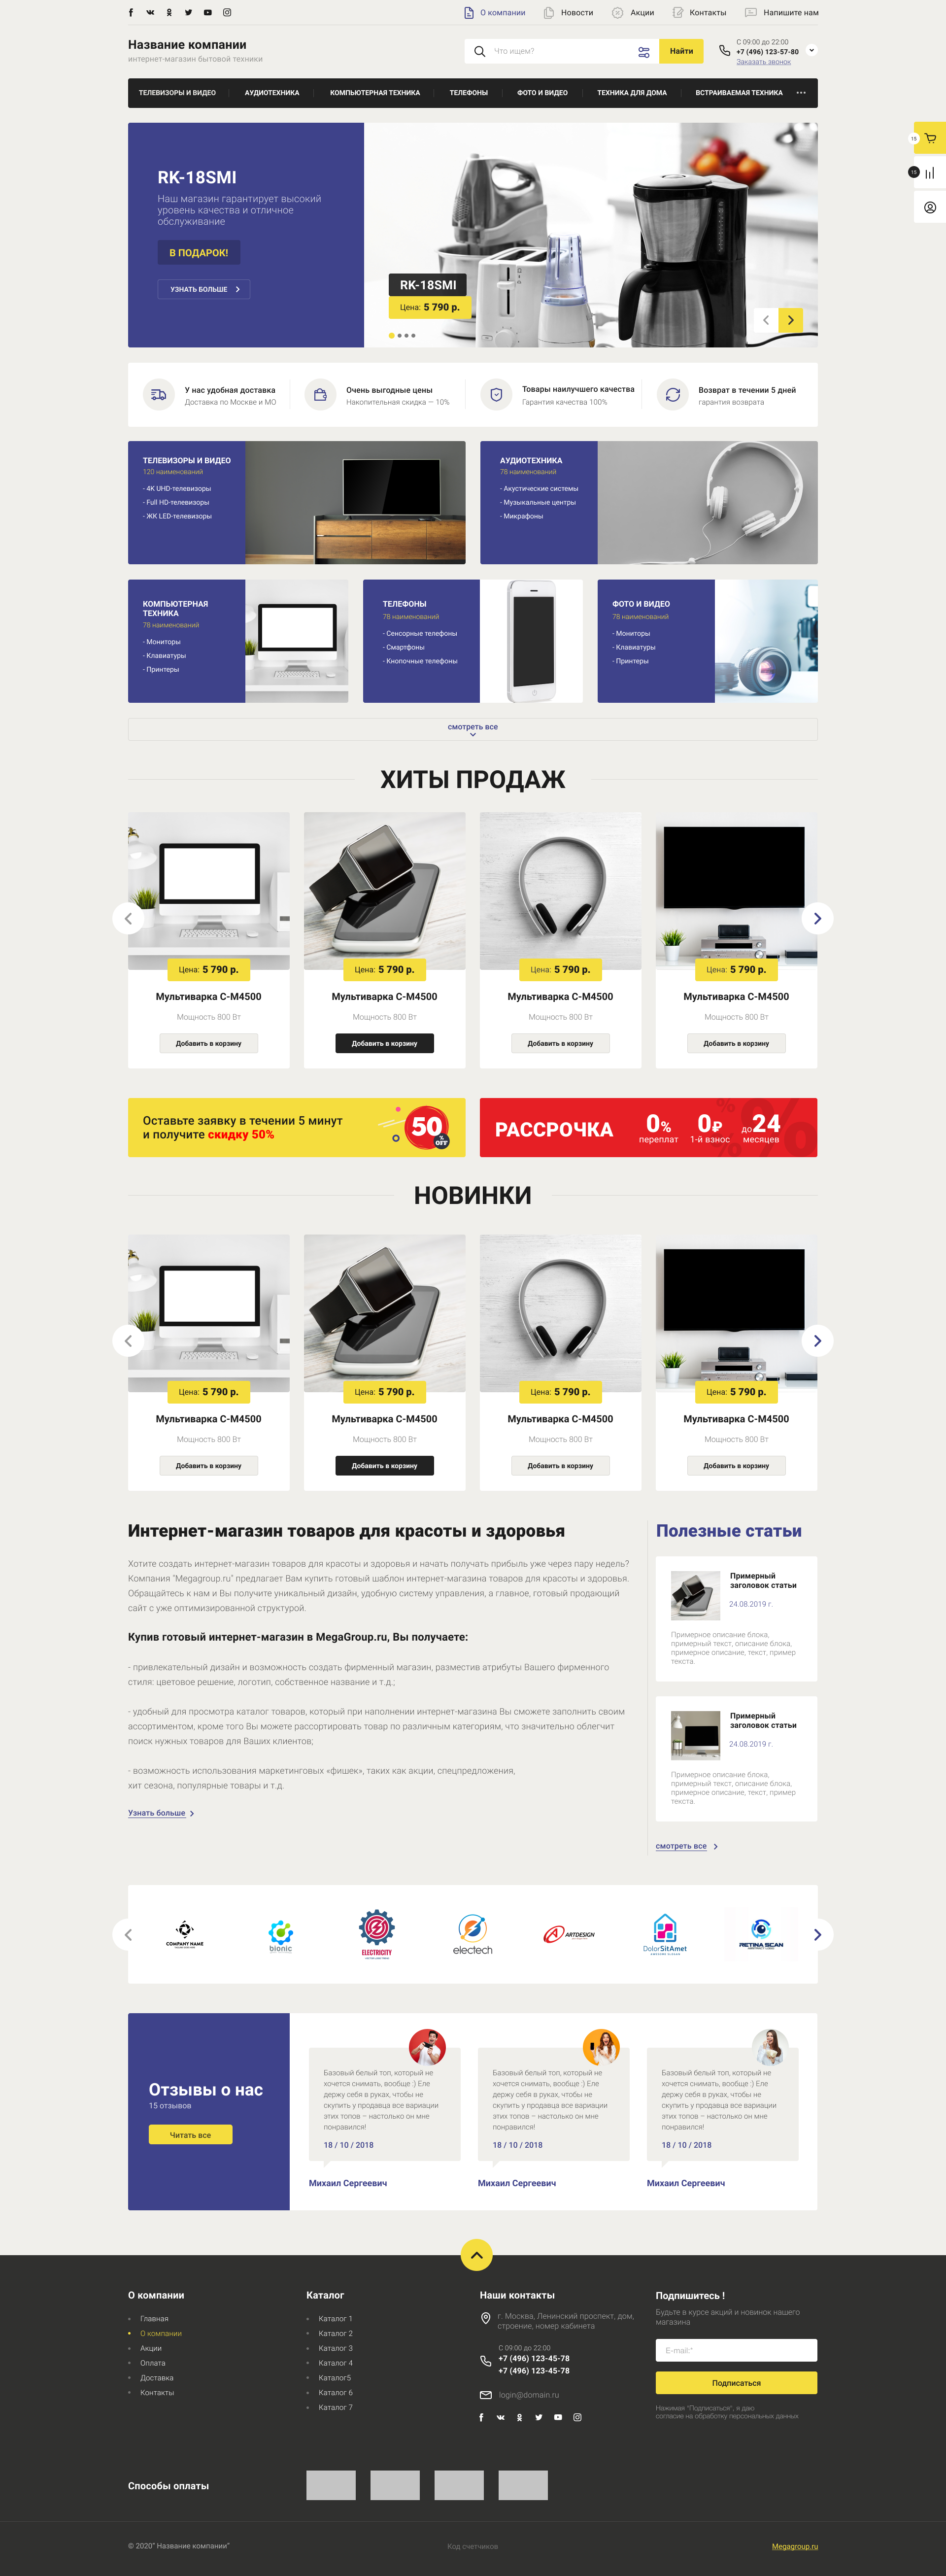 О компании
Новости
Акции
Контакты
Напишите нам
Название компании
интернет-магазин бытовой техники
Что ищем?
Найти
С 09:00 до 22:00
+7 (496) 123-57-80
Заказать звонок
ТЕЛЕВИЗОРЫ И ВИДЕО
АУДИОТЕХНИКА
КОМПЬЮТЕРНАЯ ТЕХНИКА
ТЕЛЕФОНЫ
ФОТО И ВИДЕО
ТЕХНИКА ДЛЯ ДОМА
ВСТРАИВАЕМАЯ ТЕХНИКА
15
15
RK-18SMI
Наш магазин гарантирует высокий
уровень качества и отличное
обслуживание
В ПОДАРОК!
УЗНАТЬ БОЛЬШЕ
RK-18SMI
Цена: 5 790 р.
У нас удобная доставка
Доставка по Москве и МО
Очень выгодные цены
Накопительная скидка — 10%
Товары наилучшего качества
Гарантия качества 100%
Возврат в течении 5 дней
гарантия возврата
ТЕЛЕВИЗОРЫ И ВИДЕО
120 наименований
- 4K UHD-телевизоры
- Full HD-телевизоры
- ЖК LED-телевизоры
АУДИОТЕХНИКА
78 наименований
- Акустические системы
- Музыкальные центры
- Микрафоны
КОМПЬЮТЕРНАЯ
ТЕХНИКА
78 наименований
- Мониторы
- Клавиатуры
- Принтеры
ТЕЛЕФОНЫ
78 наименований
- Сенсорные телефоны
- Смартфоны
- Кнопочные телефоны
ФОТО И ВИДЕО
78 наименований
- Мониторы
- Клавиатуры
- Принтеры
смотреть все
ХИТЫ ПРОДАЖ
Цена: 5 790 р.
Мультиварка С-М4500
Мощность 800 Вт
Добавить в корзину
Цена: 5 790 р.
Мультиварка С-М4500
Мощность 800 Вт
Добавить в корзину
Цена: 5 790 р.
Мультиварка С-М4500
Мощность 800 Вт
Добавить в корзину
Цена: 5 790 р.
Мультиварка С-М4500
Мощность 800 Вт
Добавить в корзину
Оставьте заявку в течении 5 минут
и получите скидку 50%
50
% OFF
РАССРОЧКА
0%
переплат
0₽
1-й взнос
до 24
месяцев
НОВИНКИ
Цена: 5 790 р.
Мультиварка С-М4500
Мощность 800 Вт
Добавить в корзину
Цена: 5 790 р.
Мультиварка С-М4500
Мощность 800 Вт
Добавить в корзину
Цена: 5 790 р.
Мультиварка С-М4500
Мощность 800 Вт
Добавить в корзину
Цена: 5 790 р.
Мультиварка С-М4500
Мощность 800 Вт
Добавить в корзину
Интернет-магазин товаров для красоты и здоровья
Хотите создать интернет-магазин товаров для красоты и здоровья и начать получать прибыль уже через пару недель?
Компания "Megagroup.ru" предлагает Вам купить готовый шаблон интернет-магазина товаров для красоты и здоровья.
Обращайтесь к нам и Вы получите уникальный дизайн, удобную систему управления, а главное, готовый продающий
сайт с уже оптимизированной структурой.
Купив готовый интернет-магазин в MegaGroup.ru, Вы получаете:
- привлекательный дизайн и возможность создать фирменный магазин, разместив атрибуты Вашего фирменного
стиля: цветовое решение, логотип, собственное название и т.д.;
- удобный для просмотра каталог товаров, который при наполнении интернет-магазина Вы сможете заполнить своим
ассортиментом, кроме того Вы можете рассортировать товар по различным категориям, что значительно облегчит
поиск нужных товаров для Ваших клиентов;
- возможность использования маркетинговых «фишек», таких как акции, спецпредложения,
хит сезона, популярные товары и т.д.
Узнать больше
Полезные статьи
Примерный
заголовок статьи
24.08.2019 г.
Примерное описание блока,
примерный текст, описание блока,
примерное описание, текст, пример
текста.
Примерный
заголовок статьи
24.08.2019 г.
Примерное описание блока,
примерный текст, описание блока,
примерное описание, текст, пример
текста.
смотреть все
COMPANY NAME
bionic
ELECTRICITY
electech
ARTDESIGN
DolorSitAmet
RETINA SCAN
Отзывы о нас
15 отзывов
Читать все
Базовый белый топ, который не
хочется снимать, вообще :) Еле
держу себя в руках, чтобы не
скупить у продавца все вариации
этих топов – настолько он мне
понравился!
18 / 10 / 2018
Михаил Сергеевич
Базовый белый топ, который не
хочется снимать, вообще :) Еле
держу себя в руках, чтобы не
скупить у продавца все вариации
этих топов – настолько он мне
понравился!
18 / 10 / 2018
Михаил Сергеевич
Базовый белый топ, который не
хочется снимать, вообще :) Еле
держу себя в руках, чтобы не
скупить у продавца все вариации
этих топов – настолько он мне
понравился!
18 / 10 / 2018
Михаил Сергеевич
О компании
Главная
О компании
Акции
Оплата
Доставка
Контакты
Каталог
Каталог 1
Каталог 2
Каталог 3
Каталог 4
Каталог5
Каталог 6
Каталог 7
Наши контакты
г. Москва, Ленинский проспект, дом,
строение, номер кабинета
С 09:00 до 22:00
+7 (496) 123-45-78
+7 (496) 123-45-78
login@domain.ru
Подпишитесь !
Будьте в курсе акций и новинок нашего
магазина
E-mail:*
Подписаться
Нажимая "Подписаться", я даю
согласие на обработку персональных данных
Способы оплаты
© 2020" Название компании"
Код счетчиков
Megagroup.ru